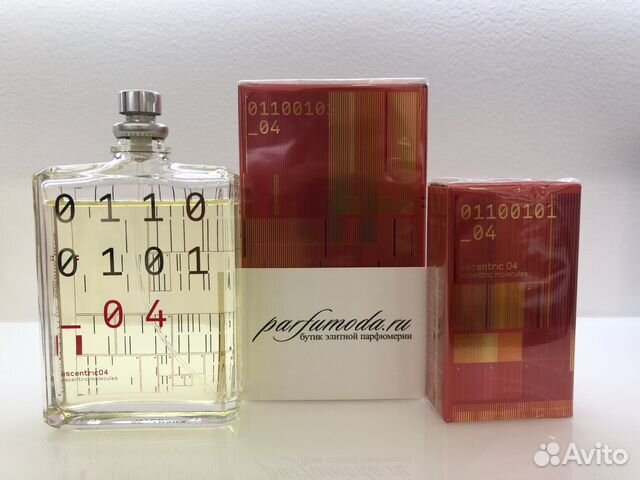 0110
0101
_04
escentric04
escentric molecules
01100101
_04
parfumoda.ru
бутик элитной парфюмерии
01100101
_04
escentric 04
escentric molecules
Avito